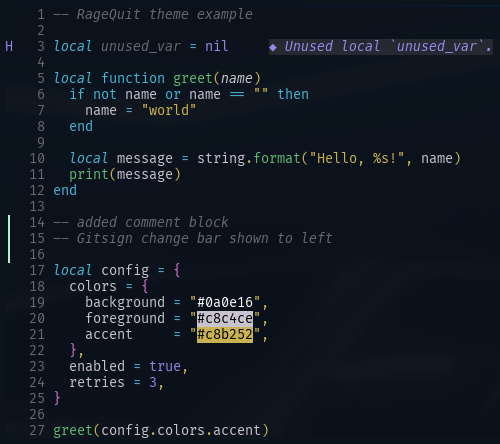 1 -- RageQuit theme example
2
H 3 local unused_var = nil ◆ Unused local `unused_var`.
4
5 local function greet(name)
6   if not name or name == "" then
7     name = "world"
8   end
9
10   local message = string.format("Hello, %s!", name)
11   print(message)
12 end
13
14 -- added comment block
15 -- Gitsign change bar shown to left
16
17 local config = {
18   colors = {
19     background = "#0a0e16",
20     foreground = "#c8c4ce",
21     accent     = "#c8b252",
22   },
23   enabled = true,
24   retries = 3,
25 }
26
27 greet(config.colors.accent)